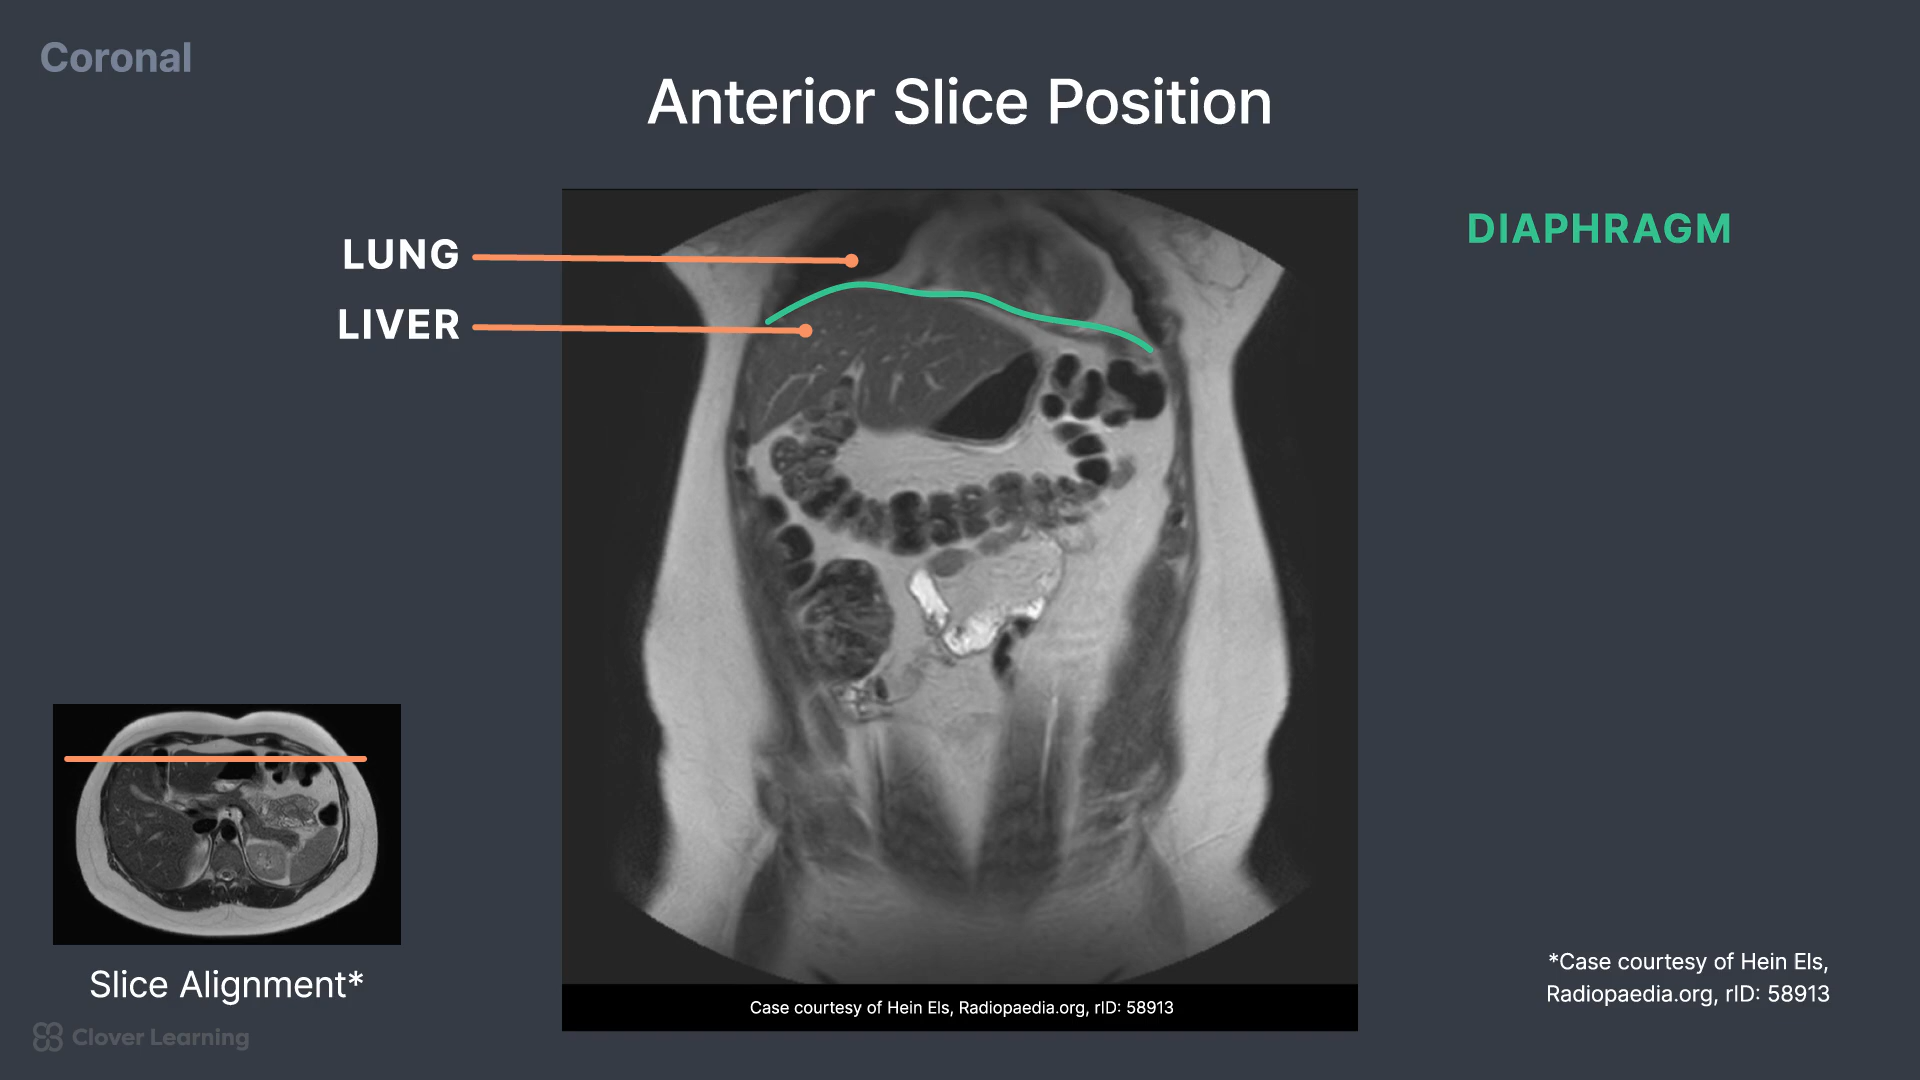 Coronal
Anterior Slice Position
LUNG
LIVER
DIAPHRAGM
Slice Alignment*
*Case courtesy of Hein Els,
Radiopaedia.org, rID: 58913
Case courtesy of Hein Els, Radiopaedia.org, rID: 58913
Clover Learning